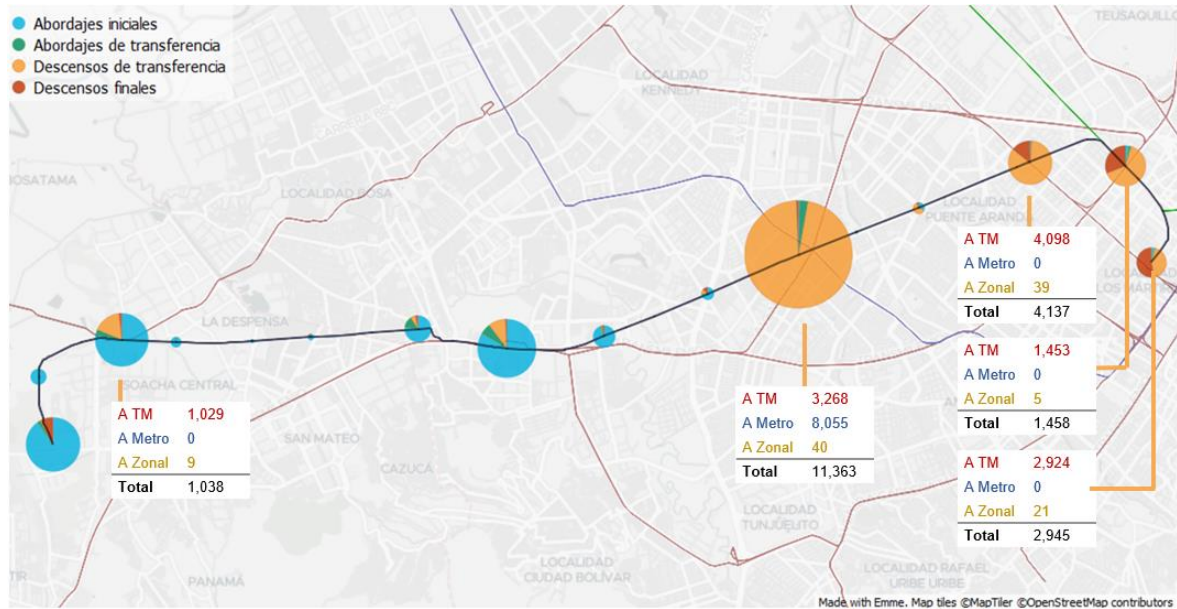 Abordajes iniciales
Abordajes de transferencia
Descensos de transferencia
Descensos finales
TEUSAQUILLO
LOCALIDAD
KENNEDY
LOCALIDAD BOSA
LOCALIDAD
PUENTE ARANDA
LOCALIDAD
LOS MÁRTIRES
LA DESPENSA
SOACHA CENTRAL
SAN MATEO
CAZUCÁ
LOCALIDAD
TUNJUELITO
LOCALIDAD
CIUDAD BOLÍVAR
LOCALIDAD RAFAEL
URIBE URIBE
PANAMÁ
A TM 4,098
A Metro 0
A Zonal 39
Total 4,137
A TM 1,453
A Metro 0
A Zonal 5
Total 1,458
A TM 2,924
A Metro 0
A Zonal 21
Total 2,945
A TM 3,268
A Metro 8,055
A Zonal 40
Total 11,363
A TM 1,029
A Metro 0
A Zonal 9
Total 1,038
Made with Emme. Map tiles ©MapTiler ©OpenStreetMap contributors